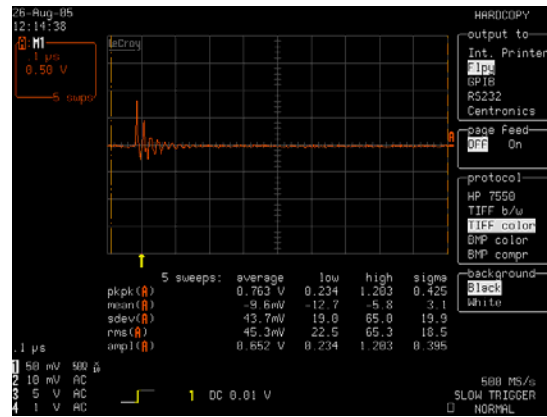 26-Aug-05
12:14:38
A: M1
.1 µs
0.50 V
5 swps
LeCroy
A
HARDCOPY
output to
Int. Printer
Flpy
GPIB
RS232
Centronics
page Feed
OFF On
protocol
HP 7550
TIFF b/w
TIFF color
BMP color
BMP compr
background
Black
White
5 sweeps: average low high sigma
pkpk(A) 0.763 V 0.234 1.203 0.425
mean(A) -9.6mV -12.7 -5.8 3.1
sdev(A) 43.7mV 19.0 65.0 19.9
rms(A) 45.3mV 22.5 65.3 18.5
ampl(A) 0.652 V 0.234 1.203 0.395
.1 µs
1 50 mV 50Ω
2 10 mV AC
3 5 V AC
4 1 V AC
1 DC 0.01 V
500 MS/s
SLOW TRIGGER
NORMAL